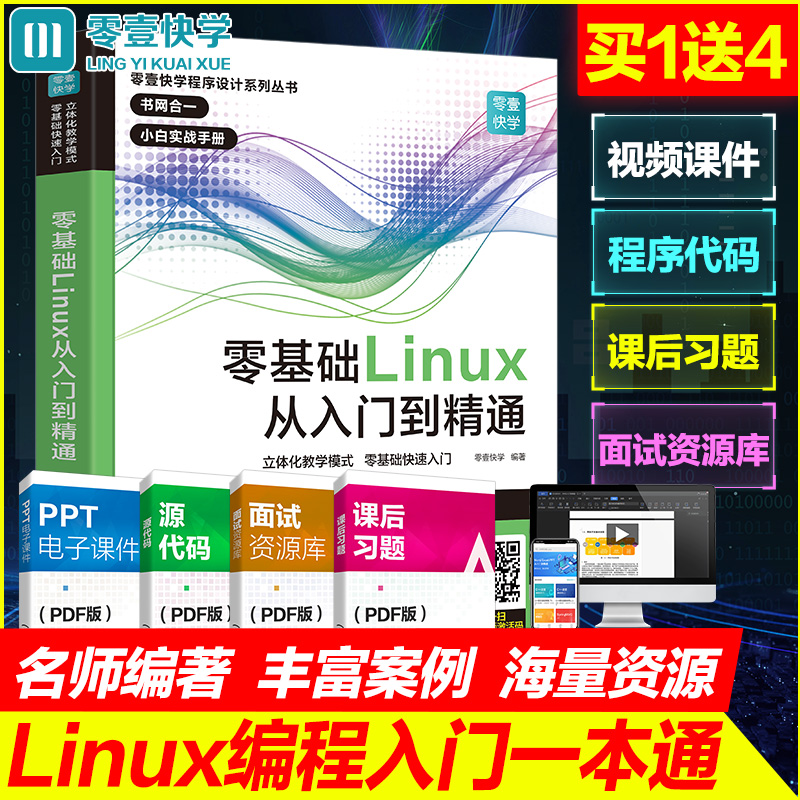 零壹快学
LING YI KUAI XUE
买1送4
零壹快学程序设计系列丛书
书网合一
小白实战手册
零壹
快学
零壹
快学
立体化教学模式
零基础快速入门
零基础Linux从入门到精通
视频课件
程序代码
课后习题
面试资源库
零基础Linux
从入门到精通
立体化教学模式 零基础快速入门 零壹快学 编著
PPT电子课件
PPT
电子课件
(PDF版)
源代码
源
代码
(PDF版)
面试资源库
面试
资源库
(PDF版)
课后习题
课后
习题
(PDF版)
名师编著 丰富案例 海量资源
Linux编程入门一本通